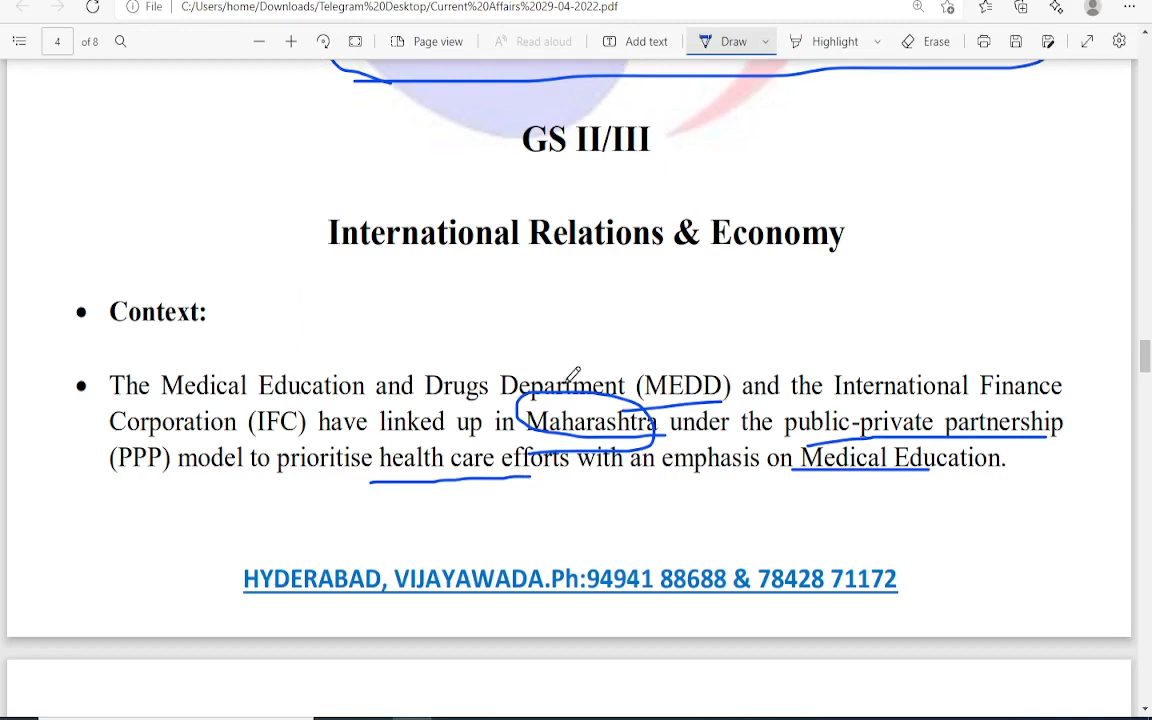 File
C:/Users/home/Downloads/Telegram%20Desktop/Current%20Affairs%2029-04-2022.pdf
4 of 8
Page view
Read aloud
Add text
Draw
Highlight
Erase
GS II/III
International Relations & Economy
• Context:
• The Medical Education and Drugs Department (MEDD) and the International Finance
Corporation (IFC) have linked up in Maharashtra under the public-private partnership
(PPP) model to prioritise health care efforts with an emphasis on Medical Education.
HYDERABAD, VIJAYAWADA.Ph:94941 88688 & 78428 71172